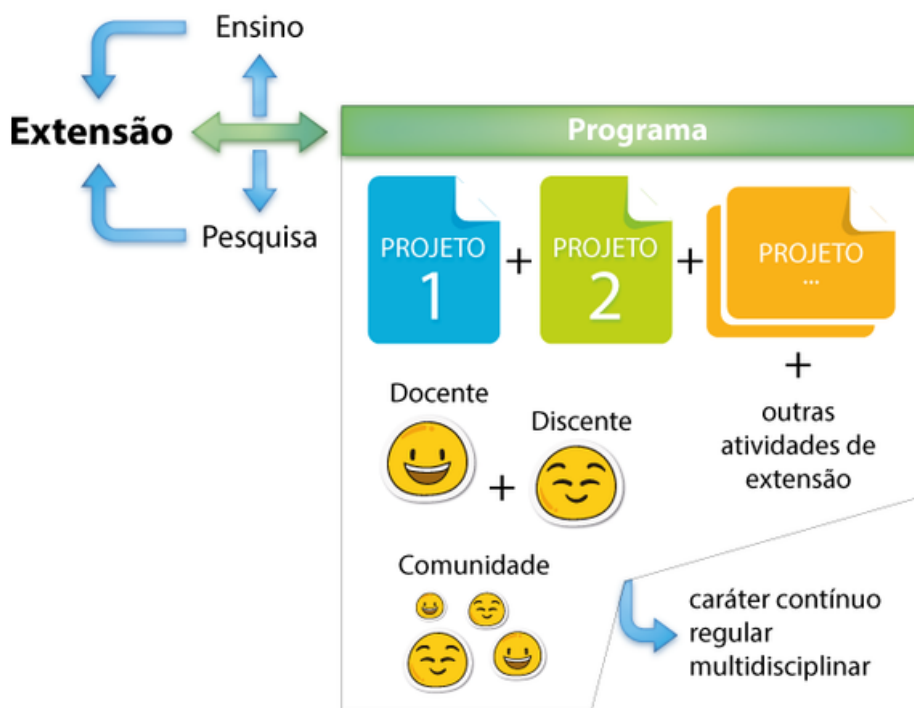 Ensino
Extensão
Pesquisa
Programa
PROJETO
1
+
PROJETO
2
+
PROJETO
...
+
outras
atividades de
extensão
Docente
+
Discente
Comunidade
caráter contínuo
regular
multidisciplinar